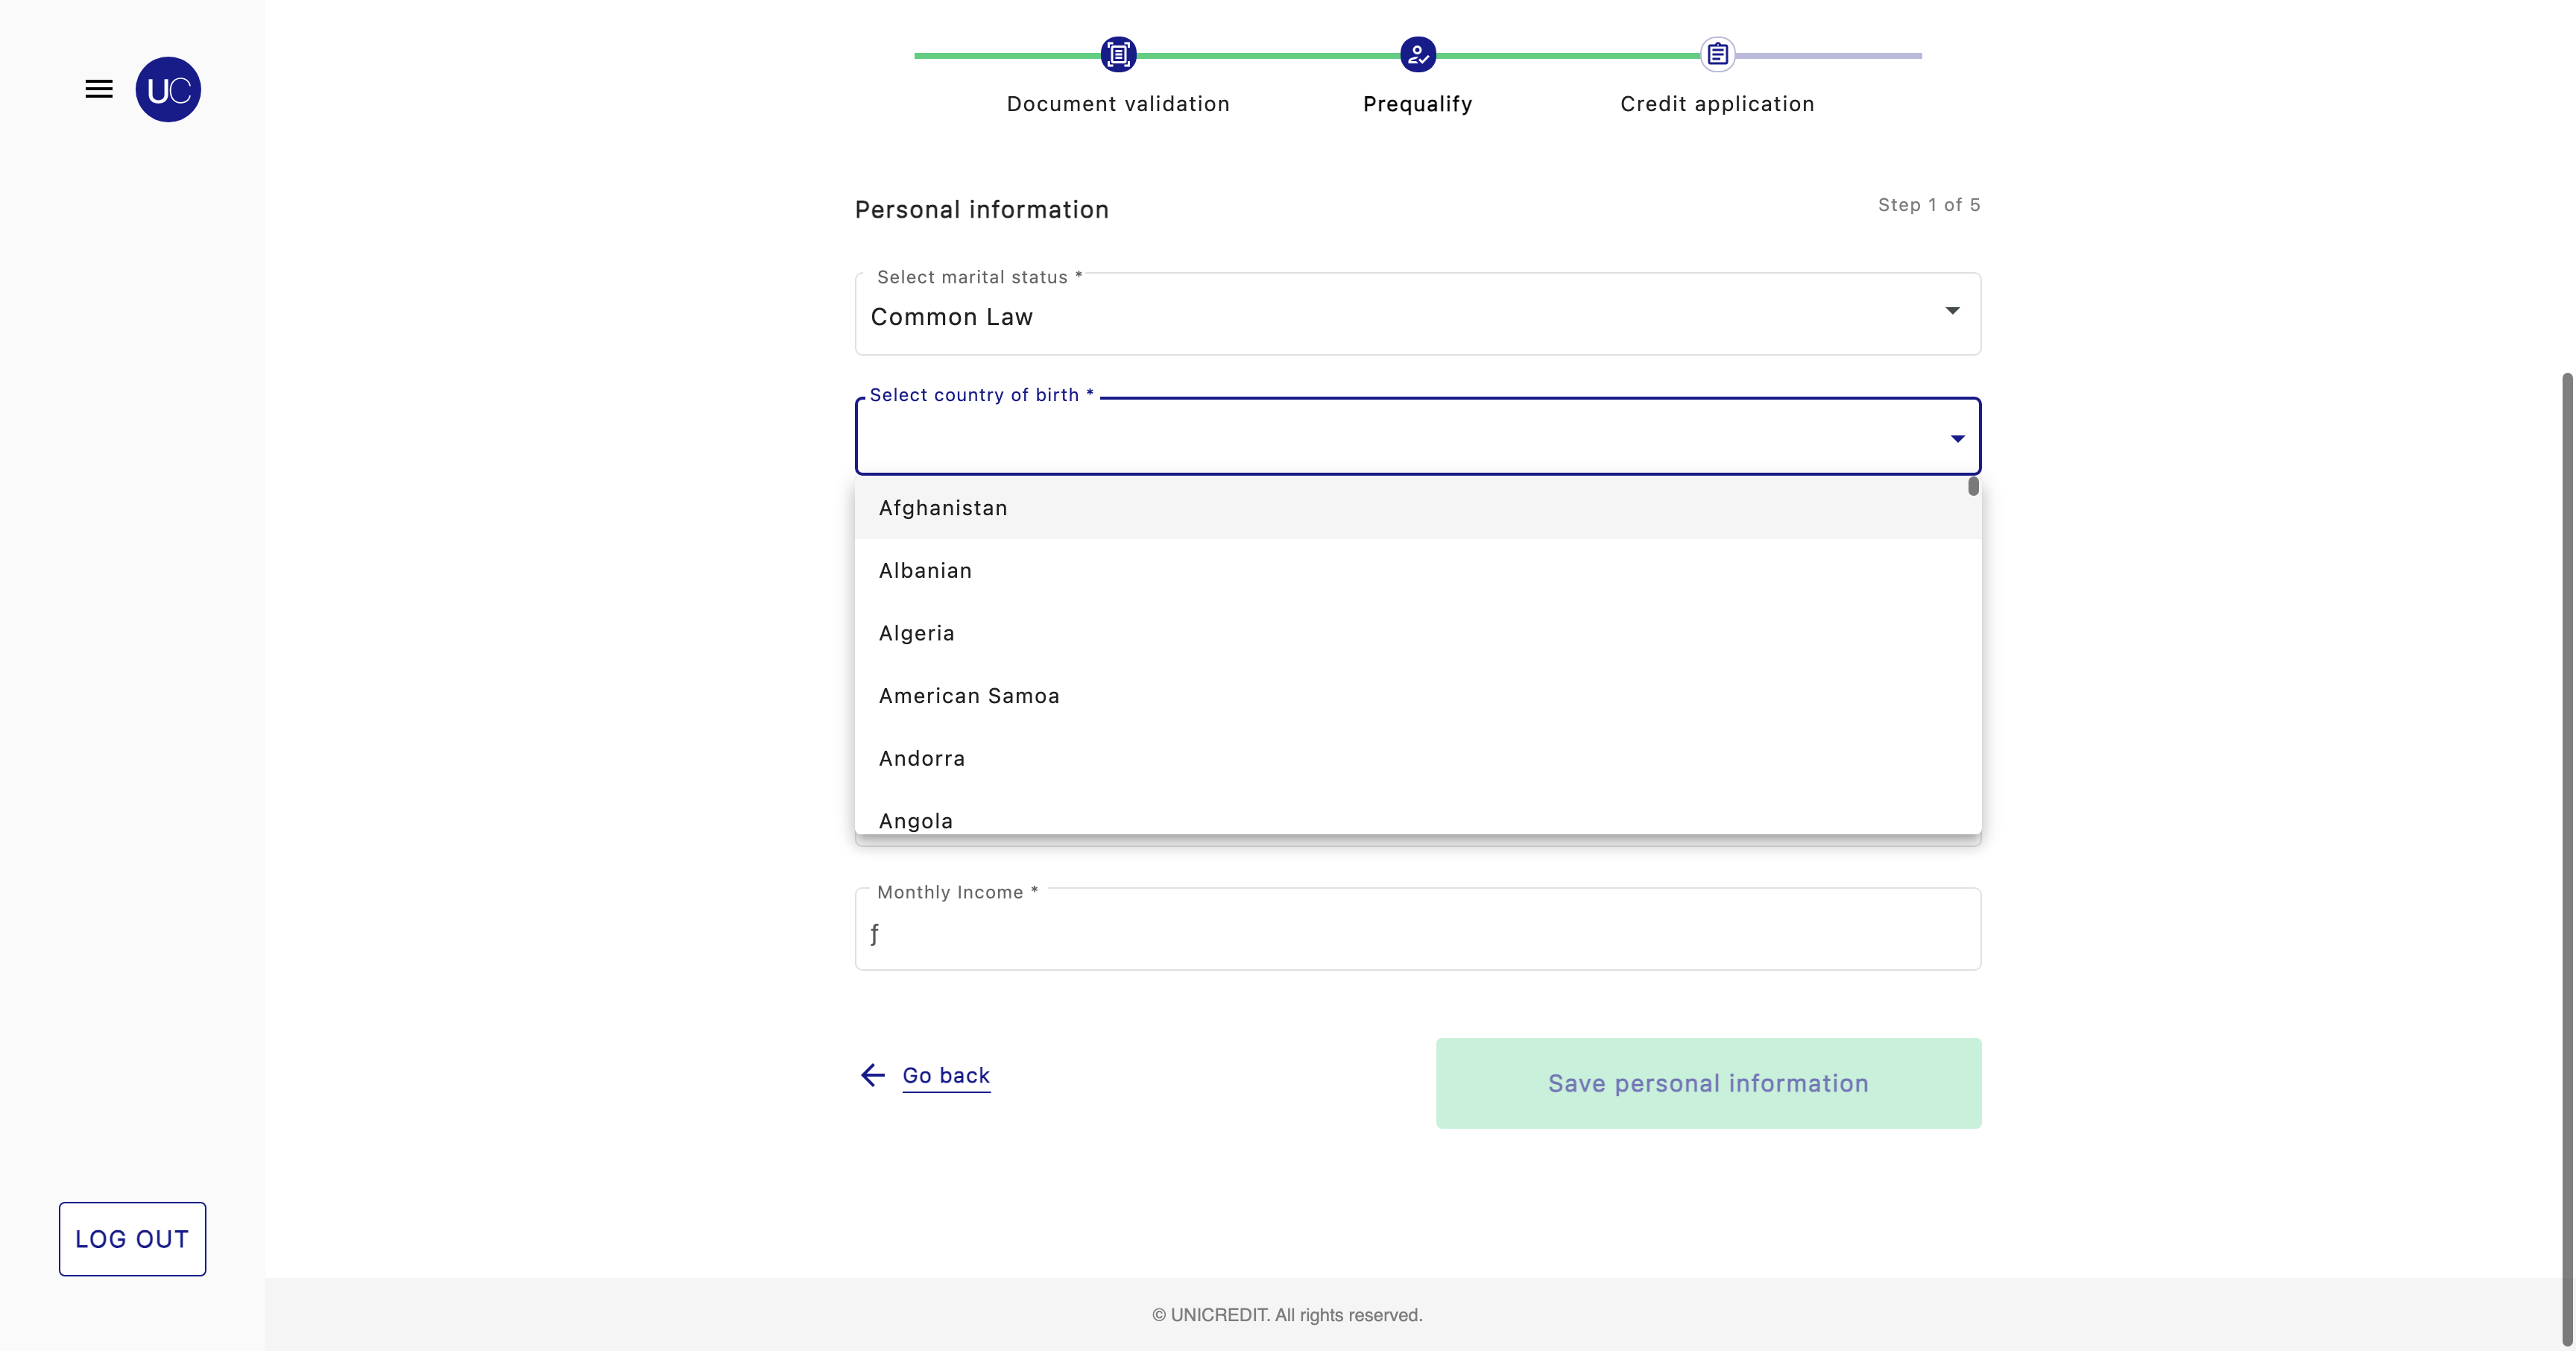 UC
Document validation
Prequalify
Credit application
Personal information
Step 1 of 5
Select marital status *
Common Law
Select country of birth *
Afghanistan
Albanian
Algeria
American Samoa
Andorra
Angola
Monthly Income *
ƒ
Go back
Save personal information
LOG OUT
© UNICREDIT. All rights reserved.